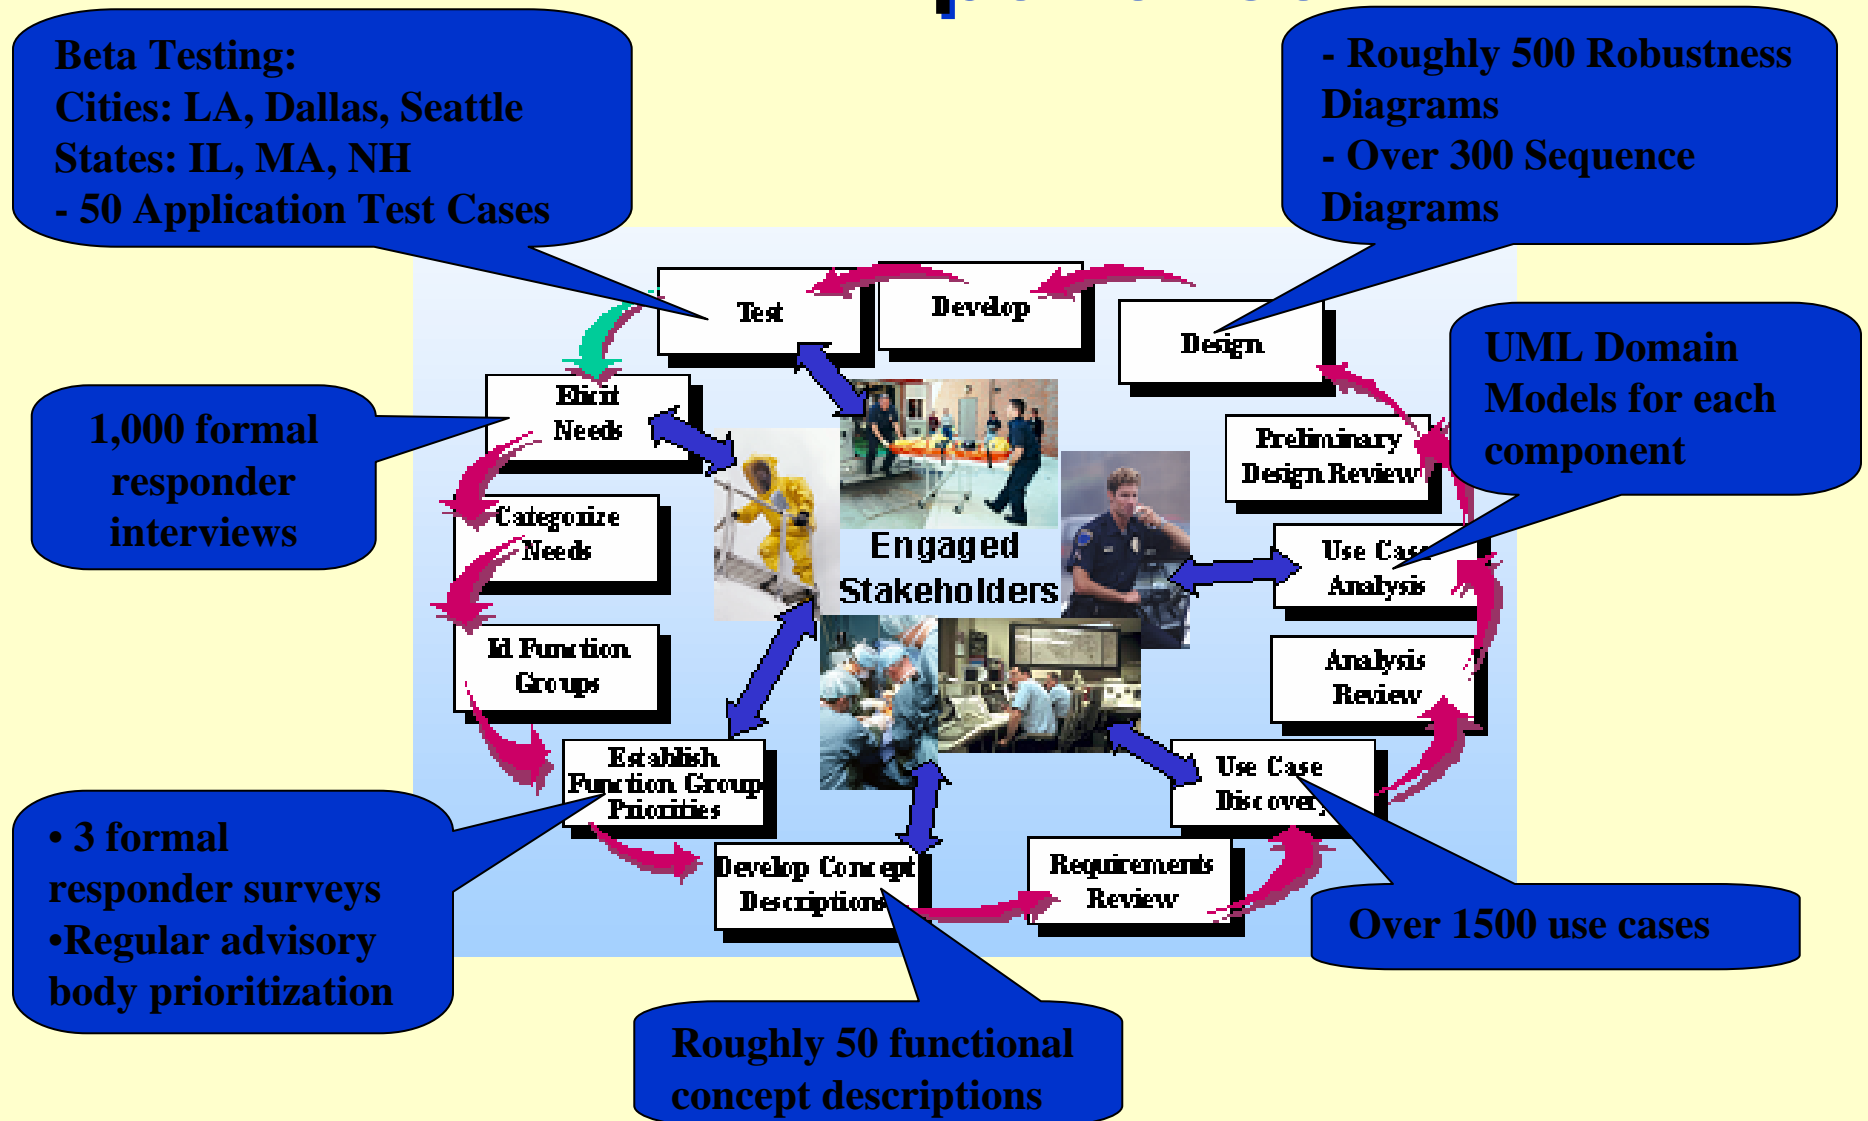 Beta Testing:
Cities: LA, Dallas, Seattle
States: IL, MA, NH
- 50 Application Test Cases
- Roughly 500 Robustness
Diagrams
- Over 300 Sequence
Diagrams
Test
Develop
Design
UML Domain
Models for each
component
1,000 formal
responder
interviews
Elicit
Needs
Preliminary
Design Review
Categorize
Needs
Engaged
Stakeholders
Use Case
Analysis
Id Function
Groups
Analysis
Review
Establish
Function Group
Priorities
Use Case
Discovery
• 3 formal
responder surveys
•Regular advisory
body prioritization
Develop Concept
Descriptions
Requirements
Review
Over 1500 use cases
Roughly 50 functional
concept descriptions